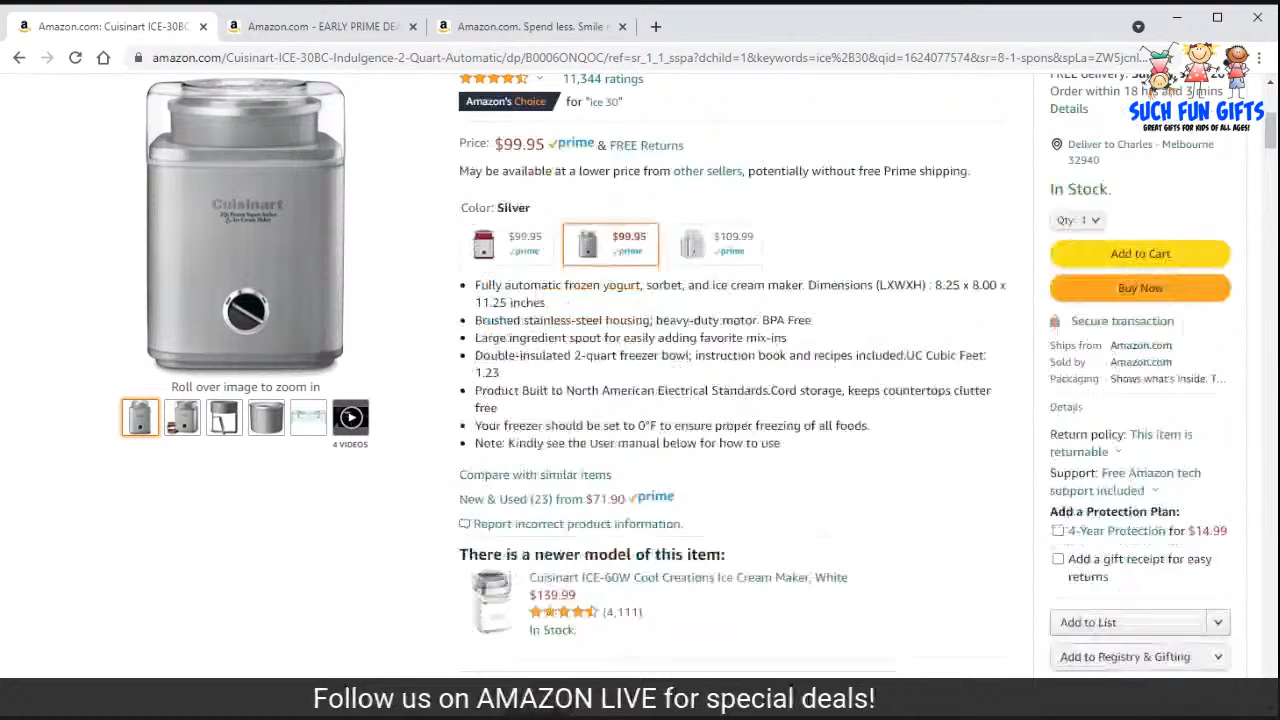 Amazon.com: Cuisinart ICE-30BC
Amazon.com - EARLY PRIME DEA
Amazon.com. Spend less. Smile m
amazon.com/Cuisinart-ICE-30BC-Indulgence-2-Quart-Automatic/dp/B0006ONQOC/ref=sr_1_1_sspa?dchild=1&keywords=ice%2B30&qid=1624077574&sr=8-1-spons&spLa=ZW5jcnl...
11,344 ratings
Amazon's Choice for "ice 30"
Price: $99.95 prime & FREE Returns
May be available at a lower price from other sellers, potentially without free Prime shipping.
Color: Silver
$99.95 prime
$99.95 prime
$109.99 prime
Fully automatic frozen yogurt, sorbet, and ice cream maker. Dimensions (LXWXH) : 8.25 x 8.00 x
11.25 inches
Brushed stainless-steel housing; heavy-duty motor. BPA Free
Large ingredient spout for easily adding favorite mix-ins
Double-insulated 2-quart freezer bowl; instruction book and recipes included.UC Cubic Feet:
1.23
Product Built to North American Electrical Standards.Cord storage, keeps countertops clutter
free
Your freezer should be set to 0°F to ensure proper freezing of all foods.
Note: Kindly see the User manual below for how to use
Compare with similar items
New & Used (23) from $71.90 prime
Report incorrect product information.
There is a newer model of this item:
Cuisinart ICE-60W Cool Creations Ice Cream Maker, White
$139.99
(4,111)
In Stock.
Cuisinart
Roll over image to zoom in
4 VIDEOS
FREE delivery:
Order within 18 hrs and 3 mins
Details
SUCH FUN GIFTS
GREAT GIFTS FOR KIDS OF ALL AGES!
Deliver to Charles - Melbourne
32940
In Stock.
Qty: 1
Add to Cart
Buy Now
Secure transaction
Ships from Amazon.com
Sold by Amazon.com
Packaging Shows what's inside. T...
Details
Return policy: This item is
returnable
Support: Free Amazon tech
support included
Add a Protection Plan:
4-Year Protection for $14.99
Add a gift receipt for easy
returns
Add to List
Add to Registry & Gifting
Follow us on AMAZON LIVE for special deals!